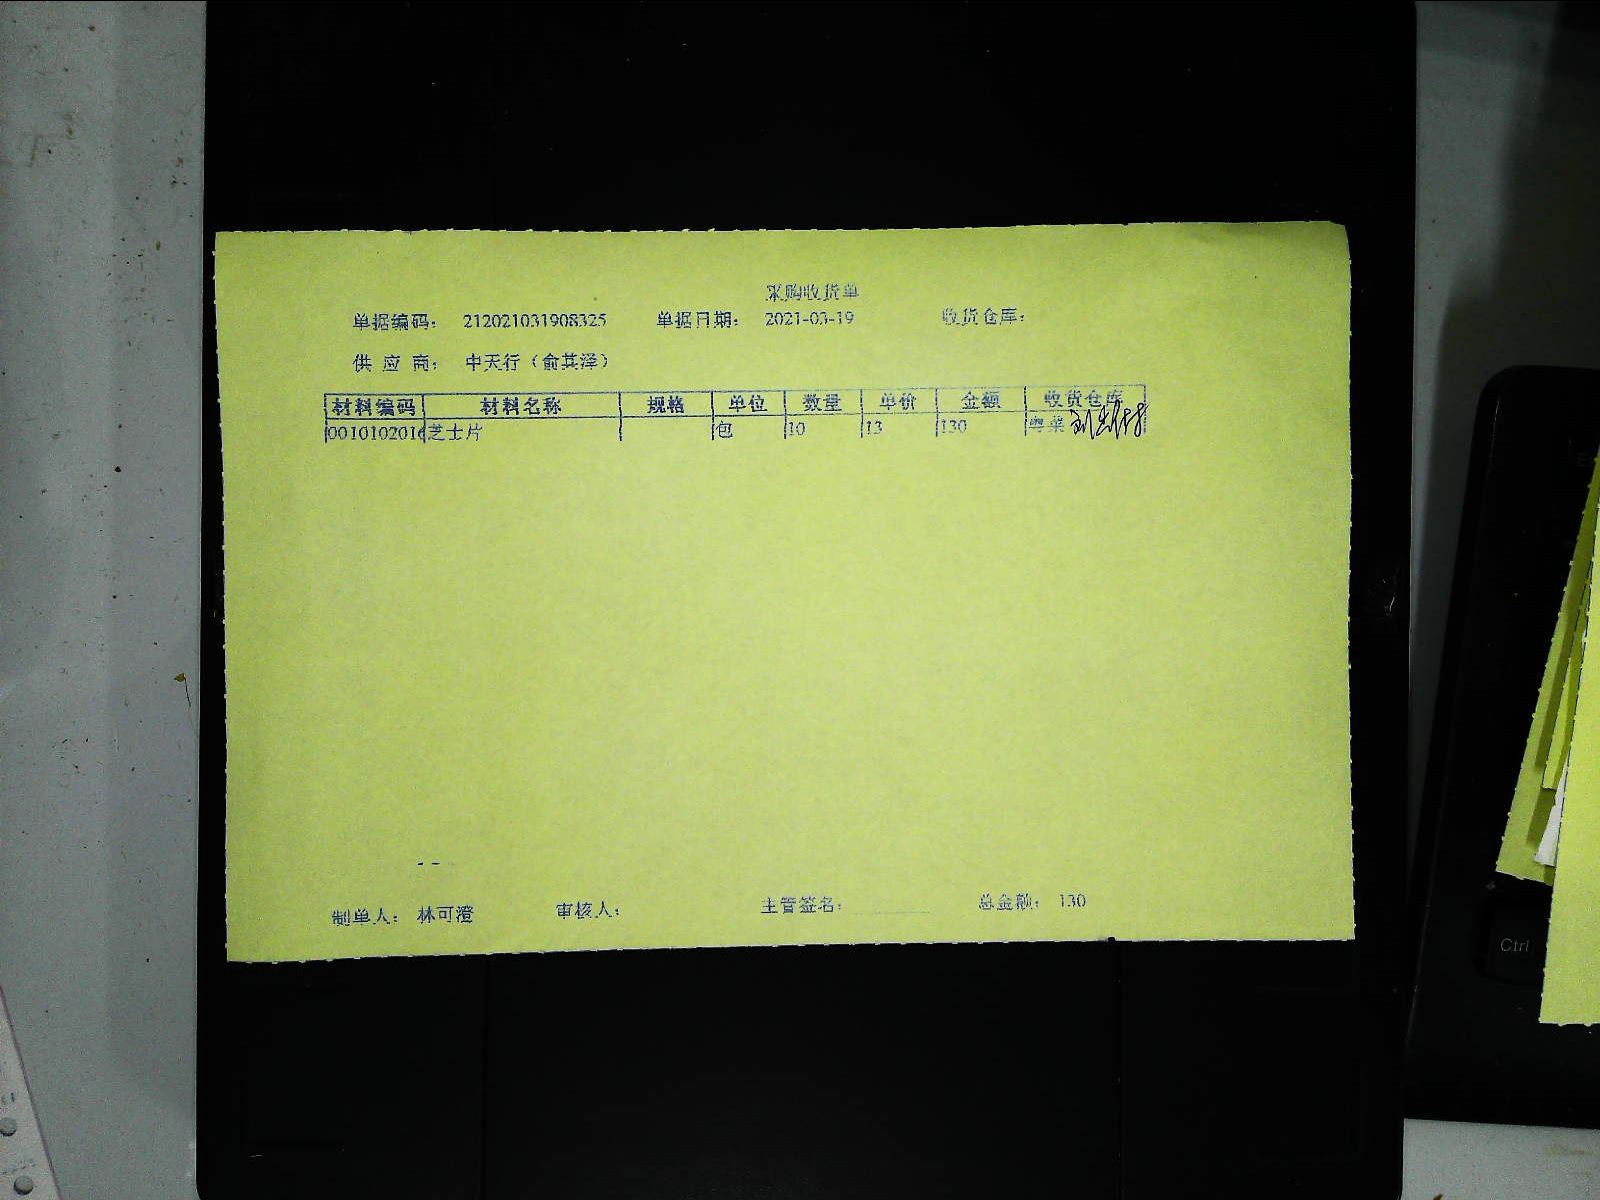 采购收货单
单据编码： 212021031908325 单据日期： 2021-03-19 收货仓库：
供 应 商： 中天行（俞其泽）
材料编码 材料名称 规格 单位 数量 单价 金额 收货仓库
0010102016 芝士片 包 10 13 130 粤菜
制单人： 林可澄 审核人： 主管签名： 总金额： 130
Ctrl